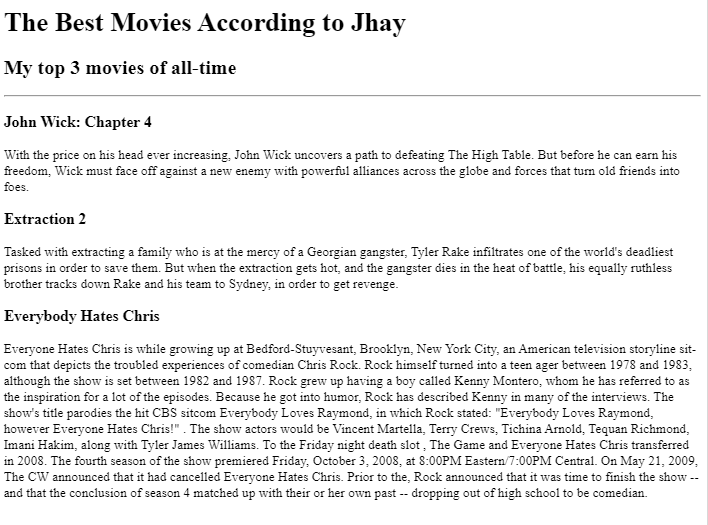 The Best Movies According to Jhay
My top 3 movies of all-time
John Wick: Chapter 4
With the price on his head ever increasing, John Wick uncovers a path to defeating The High Table. But before he can earn his
freedom, Wick must face off against a new enemy with powerful alliances across the globe and forces that turn old friends into
foes.
Extraction 2
Tasked with extracting a family who is at the mercy of a Georgian gangster, Tyler Rake infiltrates one of the world's deadliest
prisons in order to save them. But when the extraction gets hot, and the gangster dies in the heat of battle, his equally ruthless
brother tracks down Rake and his team to Sydney, in order to get revenge.
Everybody Hates Chris
Everyone Hates Chris is while growing up at Bedford-Stuyvesant, Brooklyn, New York City, an American television storyline sit-
com that depicts the troubled experiences of comedian Chris Rock. Rock himself turned into a teen ager between 1978 and 1983,
although the show is set between 1982 and 1987. Rock grew up having a boy called Kenny Montero, whom he has referred to as
the inspiration for a lot of the episodes. Because he got into humor, Rock has described Kenny in many of the interviews. The
show's title parodies the hit CBS sitcom Everybody Loves Raymond, in which Rock stated: "Everybody Loves Raymond,
however Everyone Hates Chris!" . The show actors would be Vincent Martella, Terry Crews, Tichina Arnold, Tequan Richmond,
Imani Hakim, along with Tyler James Williams. To the Friday night death slot , The Game and Everyone Hates Chris transferred
in 2008. The fourth season of the show premiered Friday, October 3, 2008, at 8:00PM Eastern/7:00PM Central. On May 21, 2009,
The CW announced that it had cancelled Everyone Hates Chris. Prior to the, Rock announced that it was time to finish the show --
and that the conclusion of season 4 matched up with their or her own past -- dropping out of high school to be comedian.